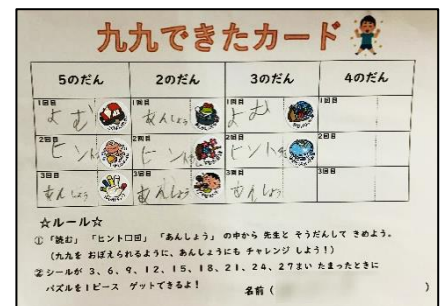 九九できたカード
5のだん 2のだん 3のだん 4のだん
1回目 よむ 1回目 あんしょう 1回目 よむ 1回目
2回目 ヒント 2回目 ヒント 2回目 ヒント 2回目
3回目 あんしょう 3回目 あんしょう 3回目 あんしょう 3回目
☆ルール☆
① 「読む」 「ヒント□回」 「あんしょう」 の中から 先生と そうだんして きめよう。
(九九を おぼえられるように、あんしょうにも チャレンジ しよう！)
② シールが 3、6、9、12、15、18、21、24、27まい たまったときに
パズルを1ピース ゲットできるよ！ 名前 ( )